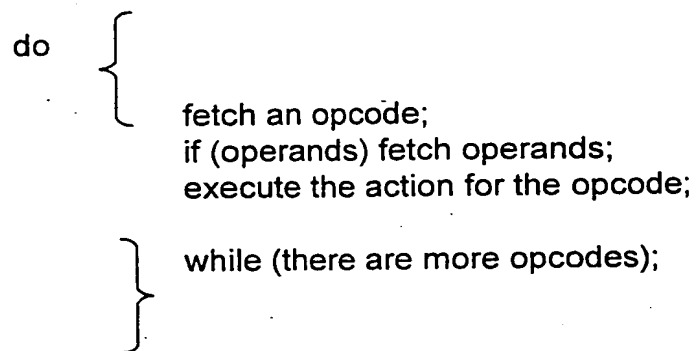 do {
fetch an opcode;
if (operands) fetch operands;
execute the action for the opcode;
} while (there are more opcodes);